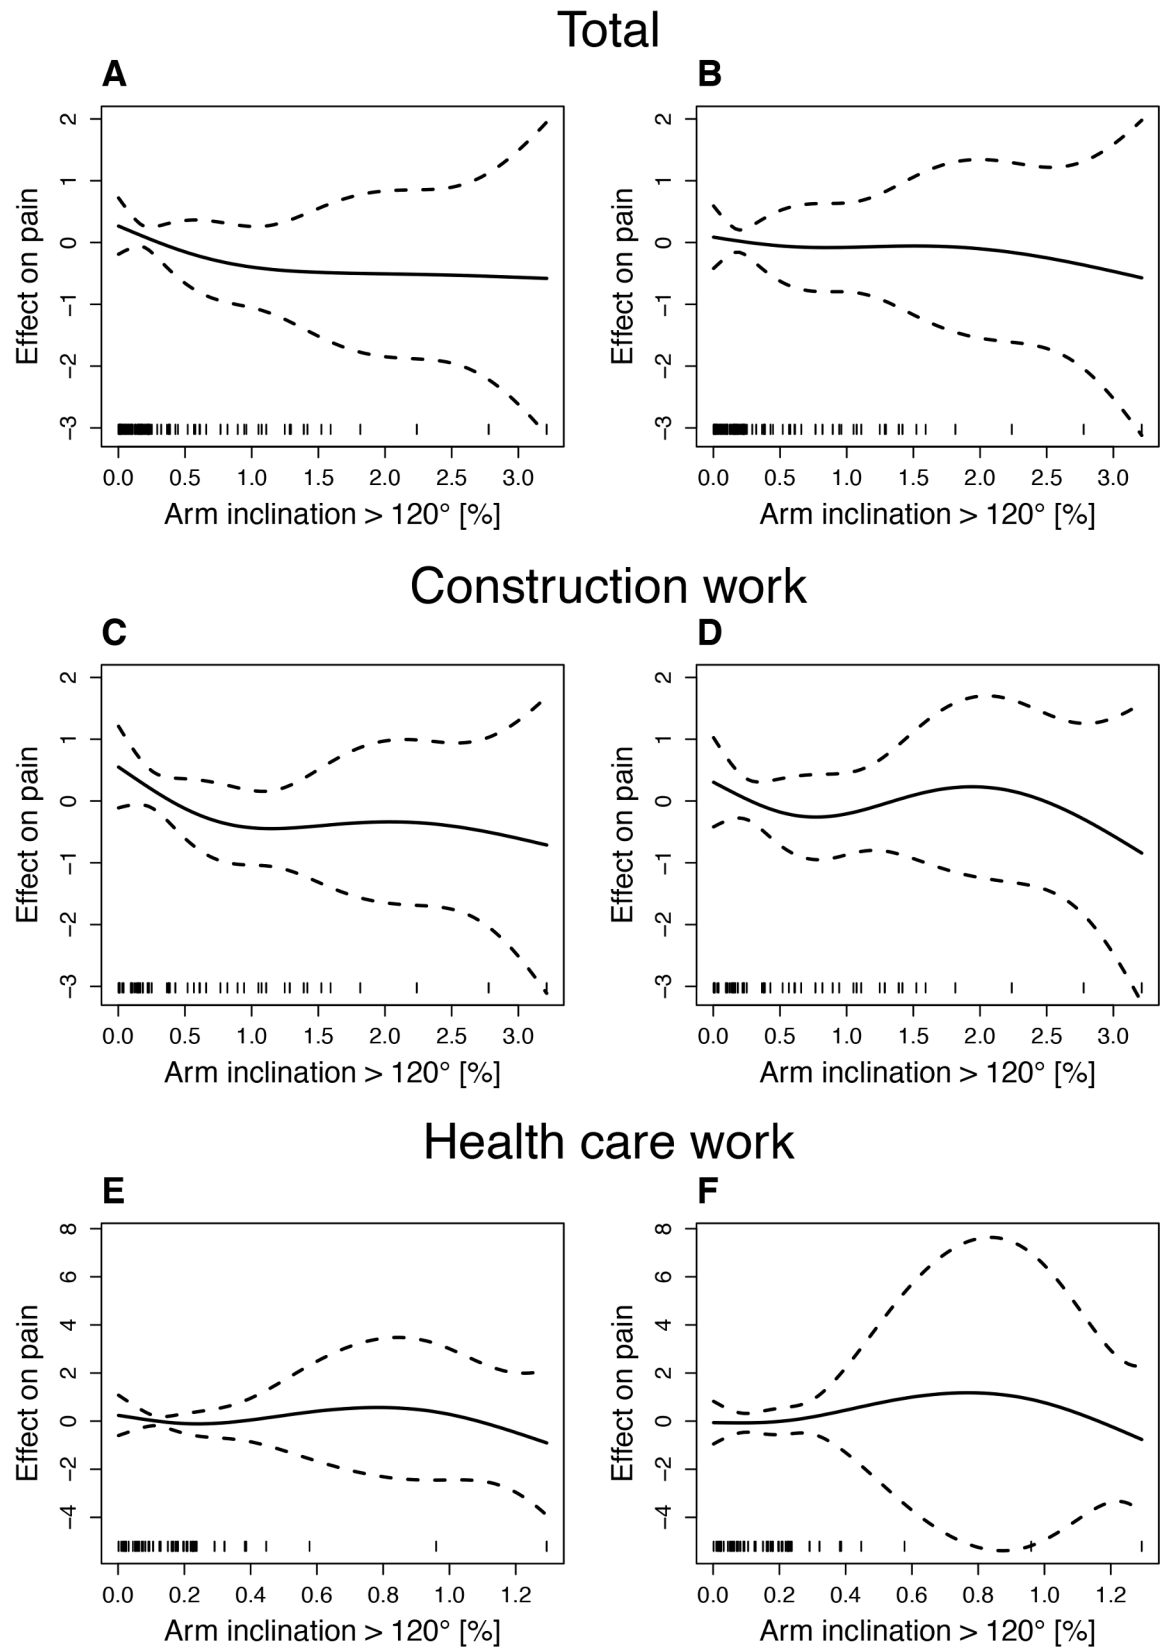 Total
A
B
2
1
0
−1
−2
−3
Effect on pain
0.0 0.5 1.0 1.5 2.0 2.5 3.0
Arm inclination > 120° [%]
2
1
0
−1
−2
−3
Effect on pain
0.0 0.5 1.0 1.5 2.0 2.5 3.0
Arm inclination > 120° [%]
Construction work
C
D
2
1
0
−1
−2
−3
Effect on pain
0.0 0.5 1.0 1.5 2.0 2.5 3.0
Arm inclination > 120° [%]
2
1
0
−1
−2
−3
Effect on pain
0.0 0.5 1.0 1.5 2.0 2.5 3.0
Arm inclination > 120° [%]
Health care work
E
F
8
6
4
2
0
−2
−4
Effect on pain
0.0 0.2 0.4 0.6 0.8 1.0 1.2
Arm inclination > 120° [%]
8
6
4
2
0
−2
−4
Effect on pain
0.0 0.2 0.4 0.6 0.8 1.0 1.2
Arm inclination > 120° [%]